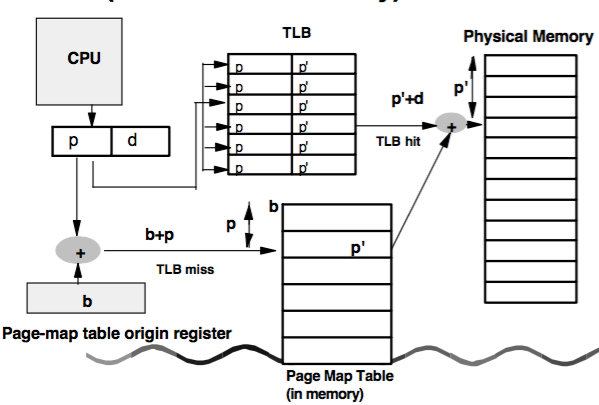 TLB
Physical Memory
CPU
p p'
p p'
p p'
p p'
p p'
p p'
p'
p'+d
+
TLB hit
p d
b
p
b+p
p'
+
TLB miss
b
Page-map table origin register
Page Map Table
(in memory)